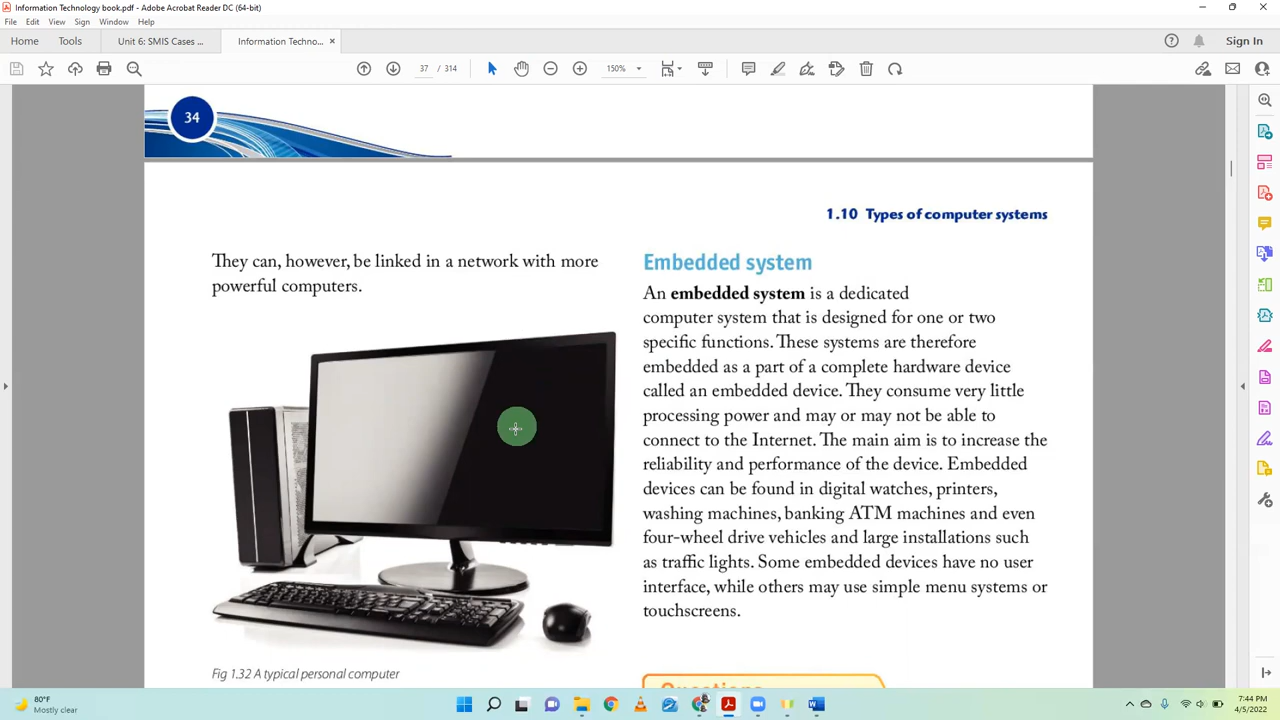 Information Technology book.pdf - Adobe Acrobat Reader DC (64-bit)
File Edit View Sign Window Help
Home Tools Unit 6: SMIS Cases ... Information Techno... × Sign In
37 / 314 150%
34
1.10 Types of computer systems
They can, however, be linked in a network with more
powerful computers.
Fig 1.32 A typical personal computer
Embedded system
An embedded system is a dedicated
computer system that is designed for one or two
specific functions. These systems are therefore
embedded as a part of a complete hardware device
called an embedded device. They consume very little
processing power and may or may not be able to
connect to the Internet. The main aim is to increase the
reliability and performance of the device. Embedded
devices can be found in digital watches, printers,
washing machines, banking ATM machines and even
four-wheel drive vehicles and large installations such
as traffic lights. Some embedded devices have no user
interface, while others may use simple menu systems or
touchscreens.
Questions
80°F
Mostly clear
7:44 PM
4/5/2022